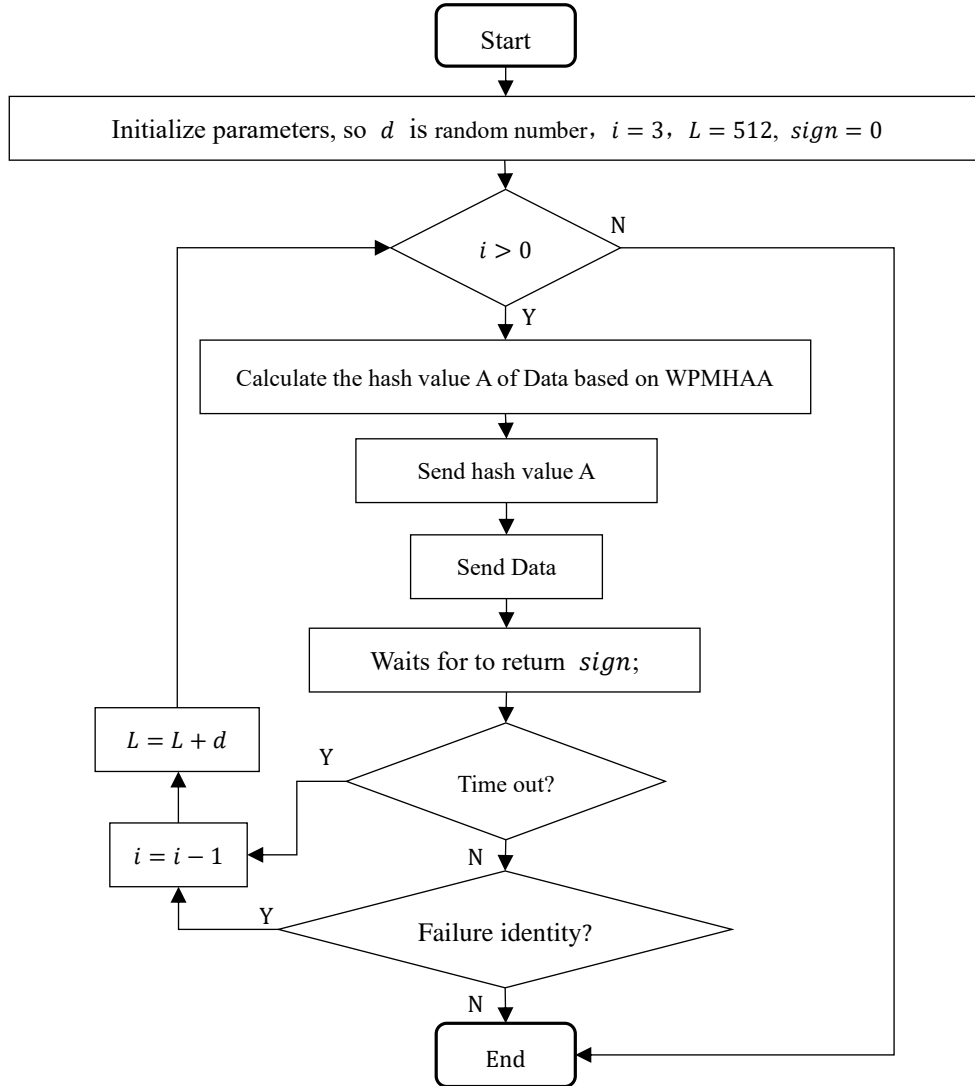 Start
Initialize parameters, so d is random number，i = 3，L = 512, sign = 0
i > 0
N
Y
Calculate the hash value A of Data based on WPMHAA
Send hash value A
Send Data
Waits for to return sign;
L = L + d
Y
Time out?
i = i − 1
N
Y
Failure identity?
N
End